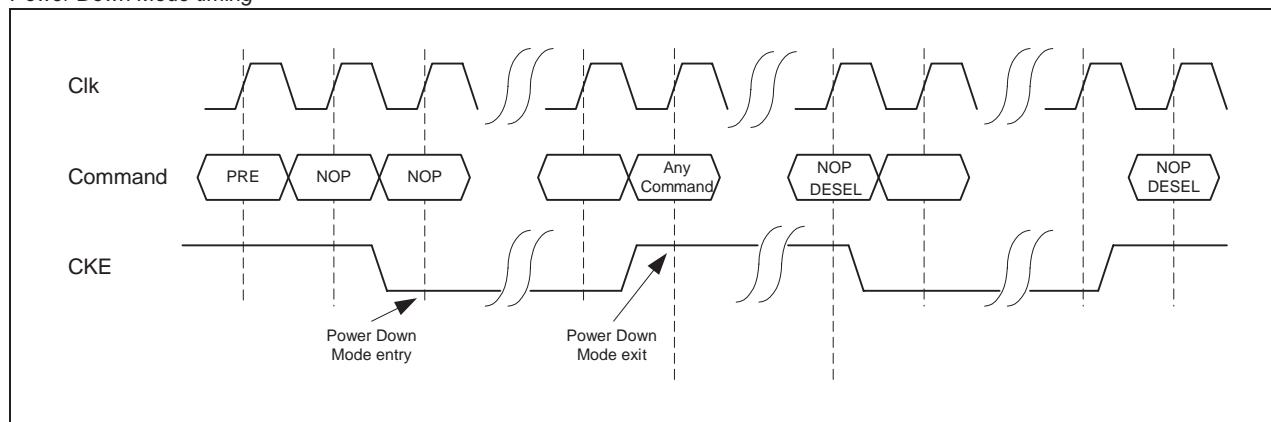 Power Down Mode timing
Clk
Command
PRE
NOP
NOP
Any
Command
NOP
DESEL
NOP
DESEL
CKE
Power Down
Mode entry
Power Down
Mode exit